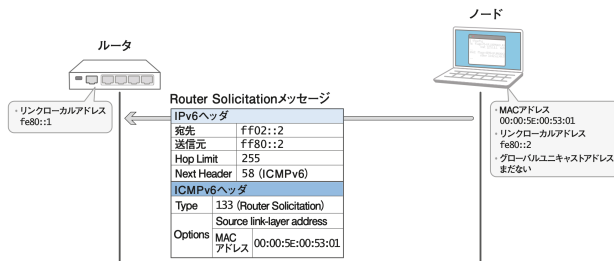 ノード
ルータ
・リンクローカルアドレス
fe80::1
Router Solicitationメッセージ
IPv6ヘッダ
宛先 ff02::2
送信元 ff80::2
Hop Limit 255
Next Header 58 (ICMPv6)
ICMPv6ヘッダ
Type 133 (Router Solicitation)
Options Source link-layer address
MACアドレス 00:00:5E:00:53:01
・MACアドレス
00:00:5E:00:53:01
・リンクローカルアドレス
fe80::2
・グローバルユニキャストアドレス
まだない